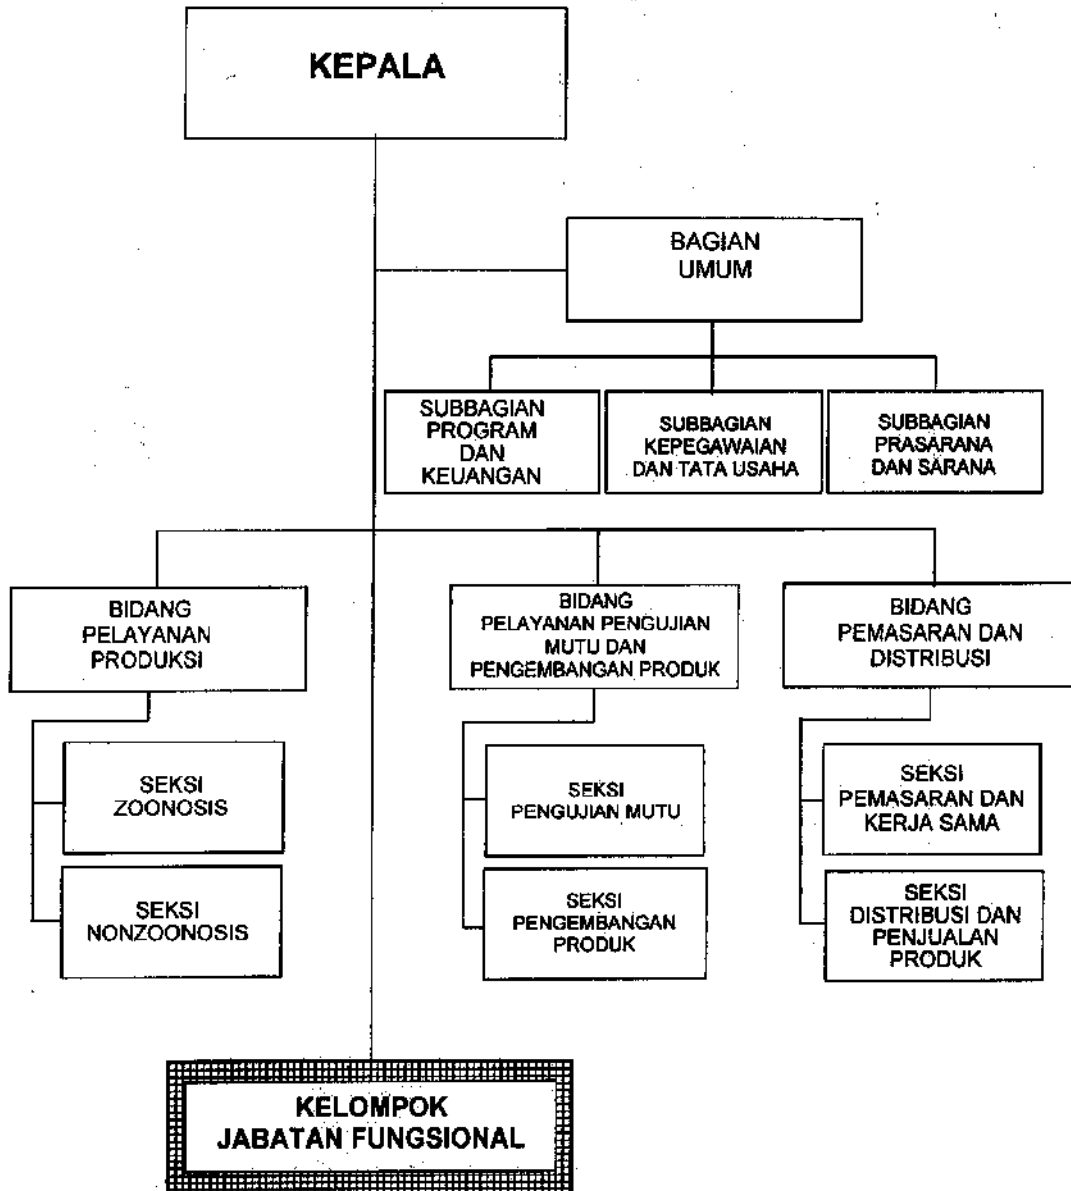 KEPALA
BAGIAN
UMUM
SUBBAGIAN
PROGRAM
DAN
KEUANGAN
SUBBAGIAN
KEPEGAWAIAN
DAN TATA USAHA
SUBBAGIAN
PRASARANA
DAN SARANA
BIDANG
PELAYANAN
PRODUKSI
BIDANG
PELAYANAN PENGUJIAN
MUTU DAN
PENGEMBANGAN PRODUK
BIDANG
PEMASARAN DAN
DISTRIBUSI
SEKSI
ZOONOSIS
SEKSI
PENGUJIAN MUTU
SEKSI
PEMASARAN DAN
KERJA SAMA
SEKSI
NONZOONOSIS
SEKSI
PENGEMBANGAN
PRODUK
SEKSI
DISTRIBUSI DAN
PENJUALAN
PRODUK
KELOMPOK
JABATAN FUNGSIONAL